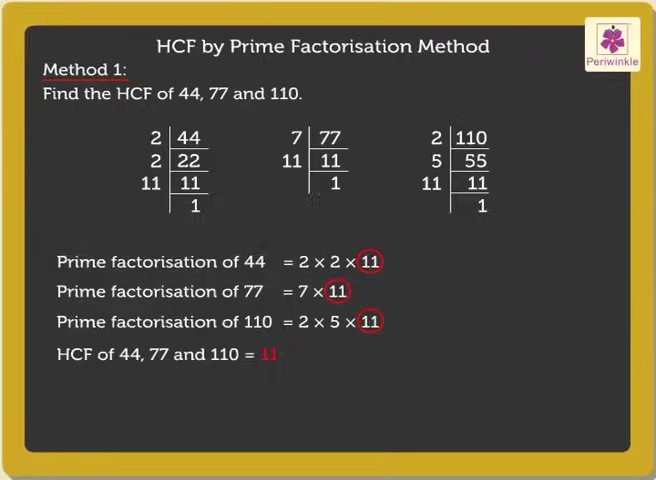 HCF by Prime Factorisation Method
Periwinkle
Method 1:
Find the HCF of 44, 77 and 110.
2 44 7 77 2 110
2 22 11 11 5 55
11 11 1 11 11
1 1
Prime factorisation of 44 = 2 × 2 × 11
Prime factorisation of 77 = 7 × 11
Prime factorisation of 110 = 2 × 5 × 11
HCF of 44, 77 and 110 = 11